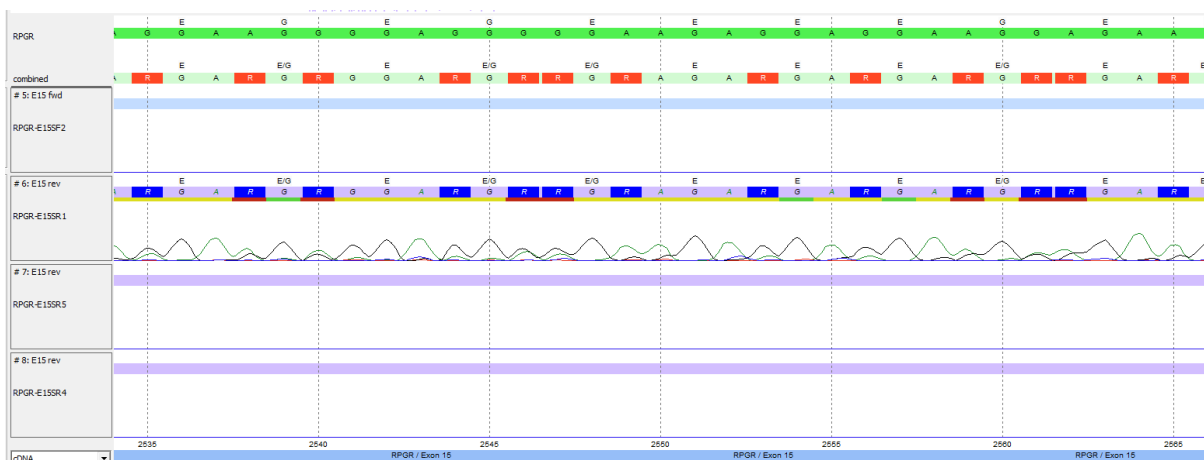 E G E G E E E E G E
RPGR
G G A A G G G G A G G G G G A A G A G G A G G A A G G A G A A
E E/G E E/G E/G E E E E/G E
combined
R G A R G R G G A R G R R G R A G A R G A R G A R G R R G A R
# 5: E15 fwd
RPGR-E15SF2
# 6: E15 rev
E E/G E E/G E/G E E E E/G E
R G A R G R G G A R G R R G R A G A R G A R G A R G R R G A R
RPGR-E15SR1
# 7: E15 rev
RPGR-E15SR5
# 8: E15 rev
RPGR-E15SR4
2535 2540 2545 2550 2555 2560 2565
cDNA RPGR / Exon 15 RPGR / Exon 15 RPGR / Exon 15